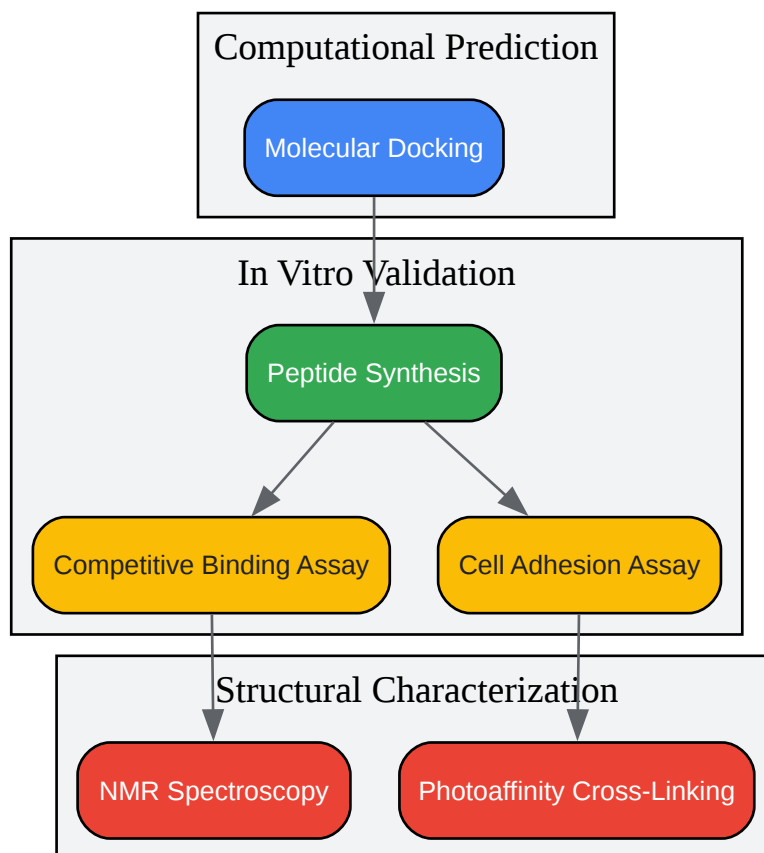 Computational Prediction
Molecular Docking
In Vitro Validation
Peptide Synthesis
Competitive Binding Assay
Cell Adhesion Assay
Structural Characterization
NMR Spectroscopy
Photoaffinity Cross-Linking